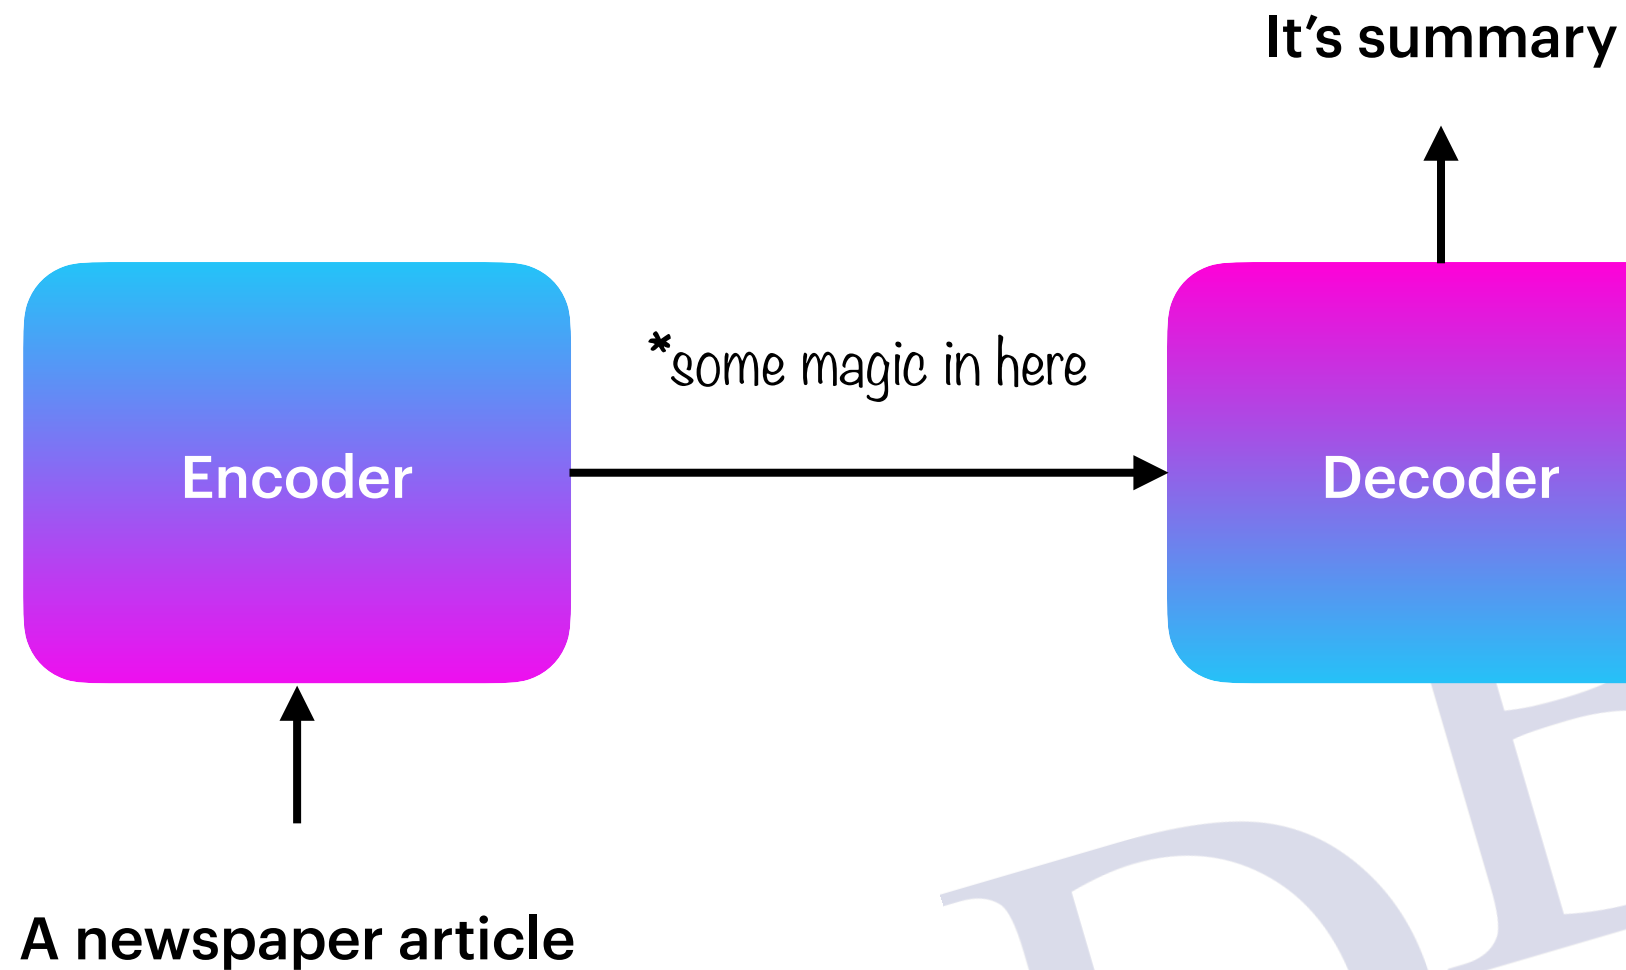 It’s summary
*some magic in here
Encoder
Decoder
A newspaper article